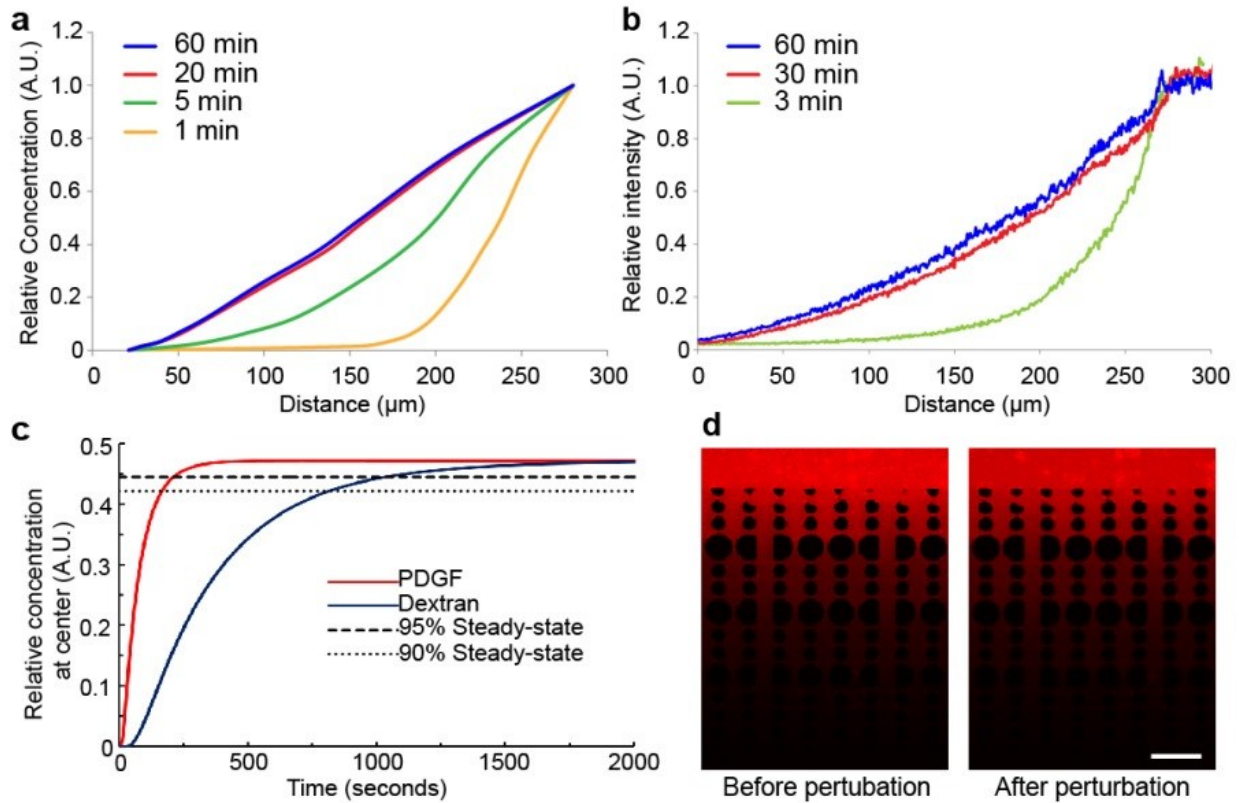 a
Relative Concentration (A.U.)
1.2
1.0
0.8
0.6
0.4
0.2
0
60 min
20 min
5 min
1 min
0 50 100 150 200 250 300
Distance (µm)
b
Relative intensity (A.U.)
1.2
1.0
0.8
0.6
0.4
0.2
0
60 min
30 min
3 min
0 50 100 150 200 250 300
Distance (µm)
c
Relative concentration
at center (A.U.)
0.5
0.4
0.3
0.2
0.1
0
PDGF
Dextran
95% Steady-state
90% Steady-state
0 500 1000 1500 2000
Time (seconds)
d
Before pertubation
After perturbation